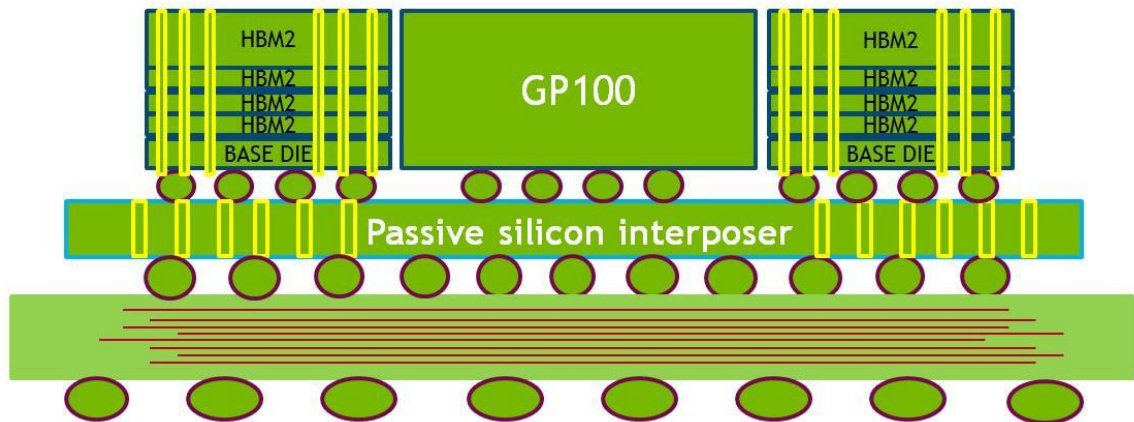 HBM2
HBM2
HBM2
HBM2
BASE DIE
GP100
HBM2
HBM2
HBM2
HBM2
BASE DIE
Passive silicon interposer